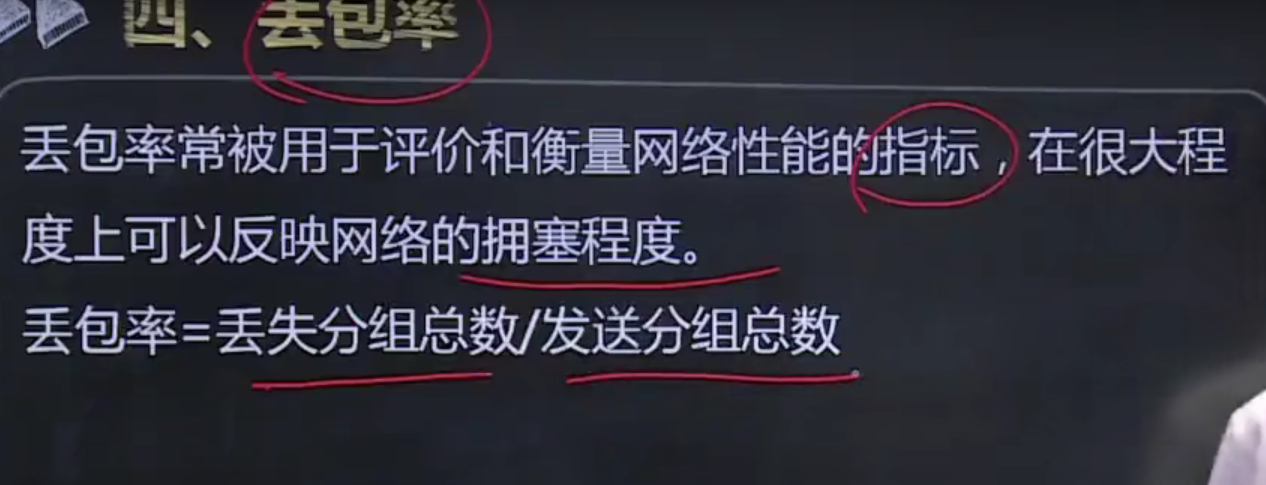 四、丢包率
丢包率常被用于评价和衡量网络性能的指标，在很大程
度上可以反映网络的拥塞程度。
丢包率=丢失分组总数/发送分组总数